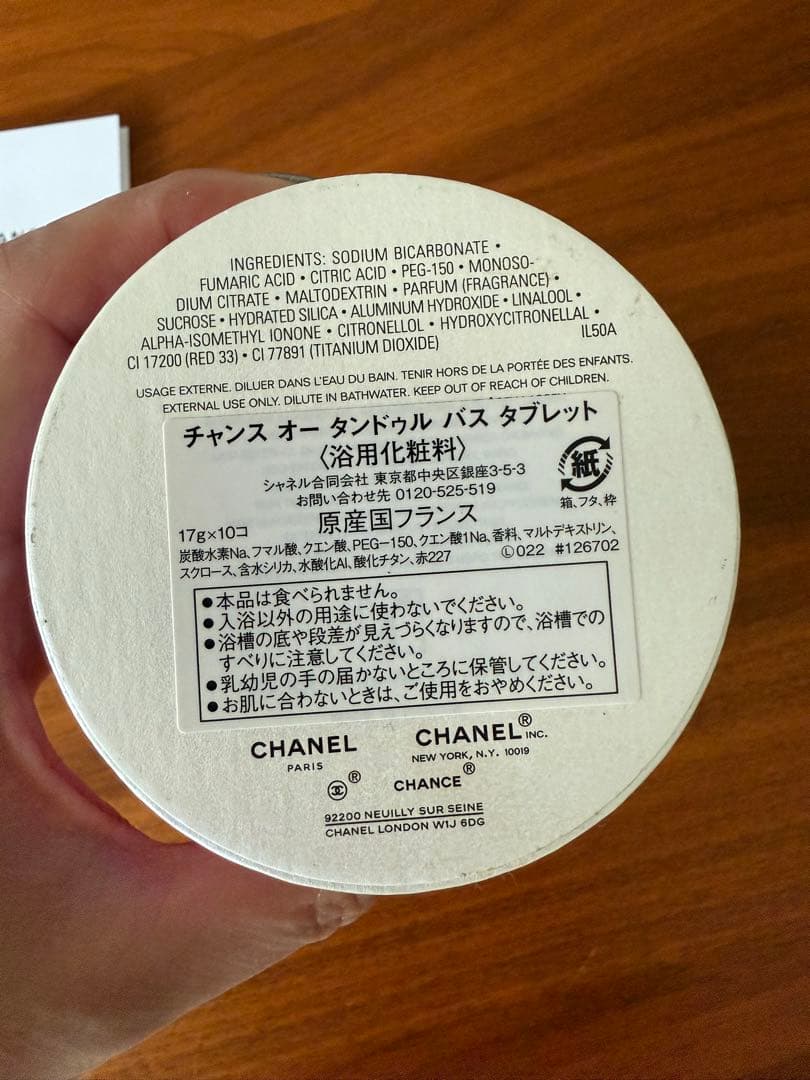 INGREDIENTS: SODIUM BICARBONATE •
FUMARIC ACID • CITRIC ACID • PEG-150 • MONOSO-
DIUM CITRATE • MALTODEXTRIN • PARFUM (FRAGRANCE) •
SUCROSE • HYDRATED SILICA • ALUMINUM HYDROXIDE • LINALOOL •
ALPHA-ISOMETHYL IONONE • CITRONELLOL • HYDROXYCITRONELLAL •
CI 17200 (RED 33) • CI 77891 (TITANIUM DIOXIDE) IL50A
USAGE EXTERNE. DILUER DANS L'EAU DU BAIN. TENIR HORS DE LA PORTÉE DES ENFANTS.
EXTERNAL USE ONLY. DILUTE IN BATHWATER. KEEP OUT OF REACH OF CHILDREN.
チャンス オー タンドゥル バス タブレット
〈浴用化粧料〉
シャネル合同会社 東京都中央区銀座3-5-3
お問い合わせ先 0120-525-519
紙
箱、フタ、枠
17g×10コ 原産国フランス
炭酸水素Na、フマル酸、クエン酸、PEG-150、クエン酸1Na、香料、マルトデキストリン、
スクロース、含水シリカ、水酸化Al、酸化チタン、赤227 Ⓛ022 #126702
●本品は食べられません。
●入浴以外の用途に使わないでください。
●浴槽の底や段差が見えづらくなりますので、浴槽での
すべりに注意してください。
●乳幼児の手の届かないところに保管してください。
●お肌に合わないときは、ご使用をおやめください。
CHANEL CHANEL® INC.
PARIS NEW YORK, N.Y. 10019
® CHANCE®
92200 NEUILLY SUR SEINE
CHANEL LONDON W1J 6DG